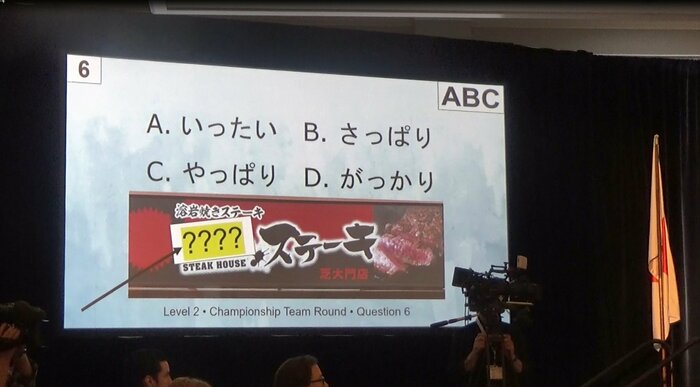 6
ABC
A. いったい B. さっぱり
C. やっぱり D. がっかり
溶岩焼きステーキ
????
STEAK HOUSE
ステーキ
芝大門店
Level 2 • Championship Team Round • Question 6